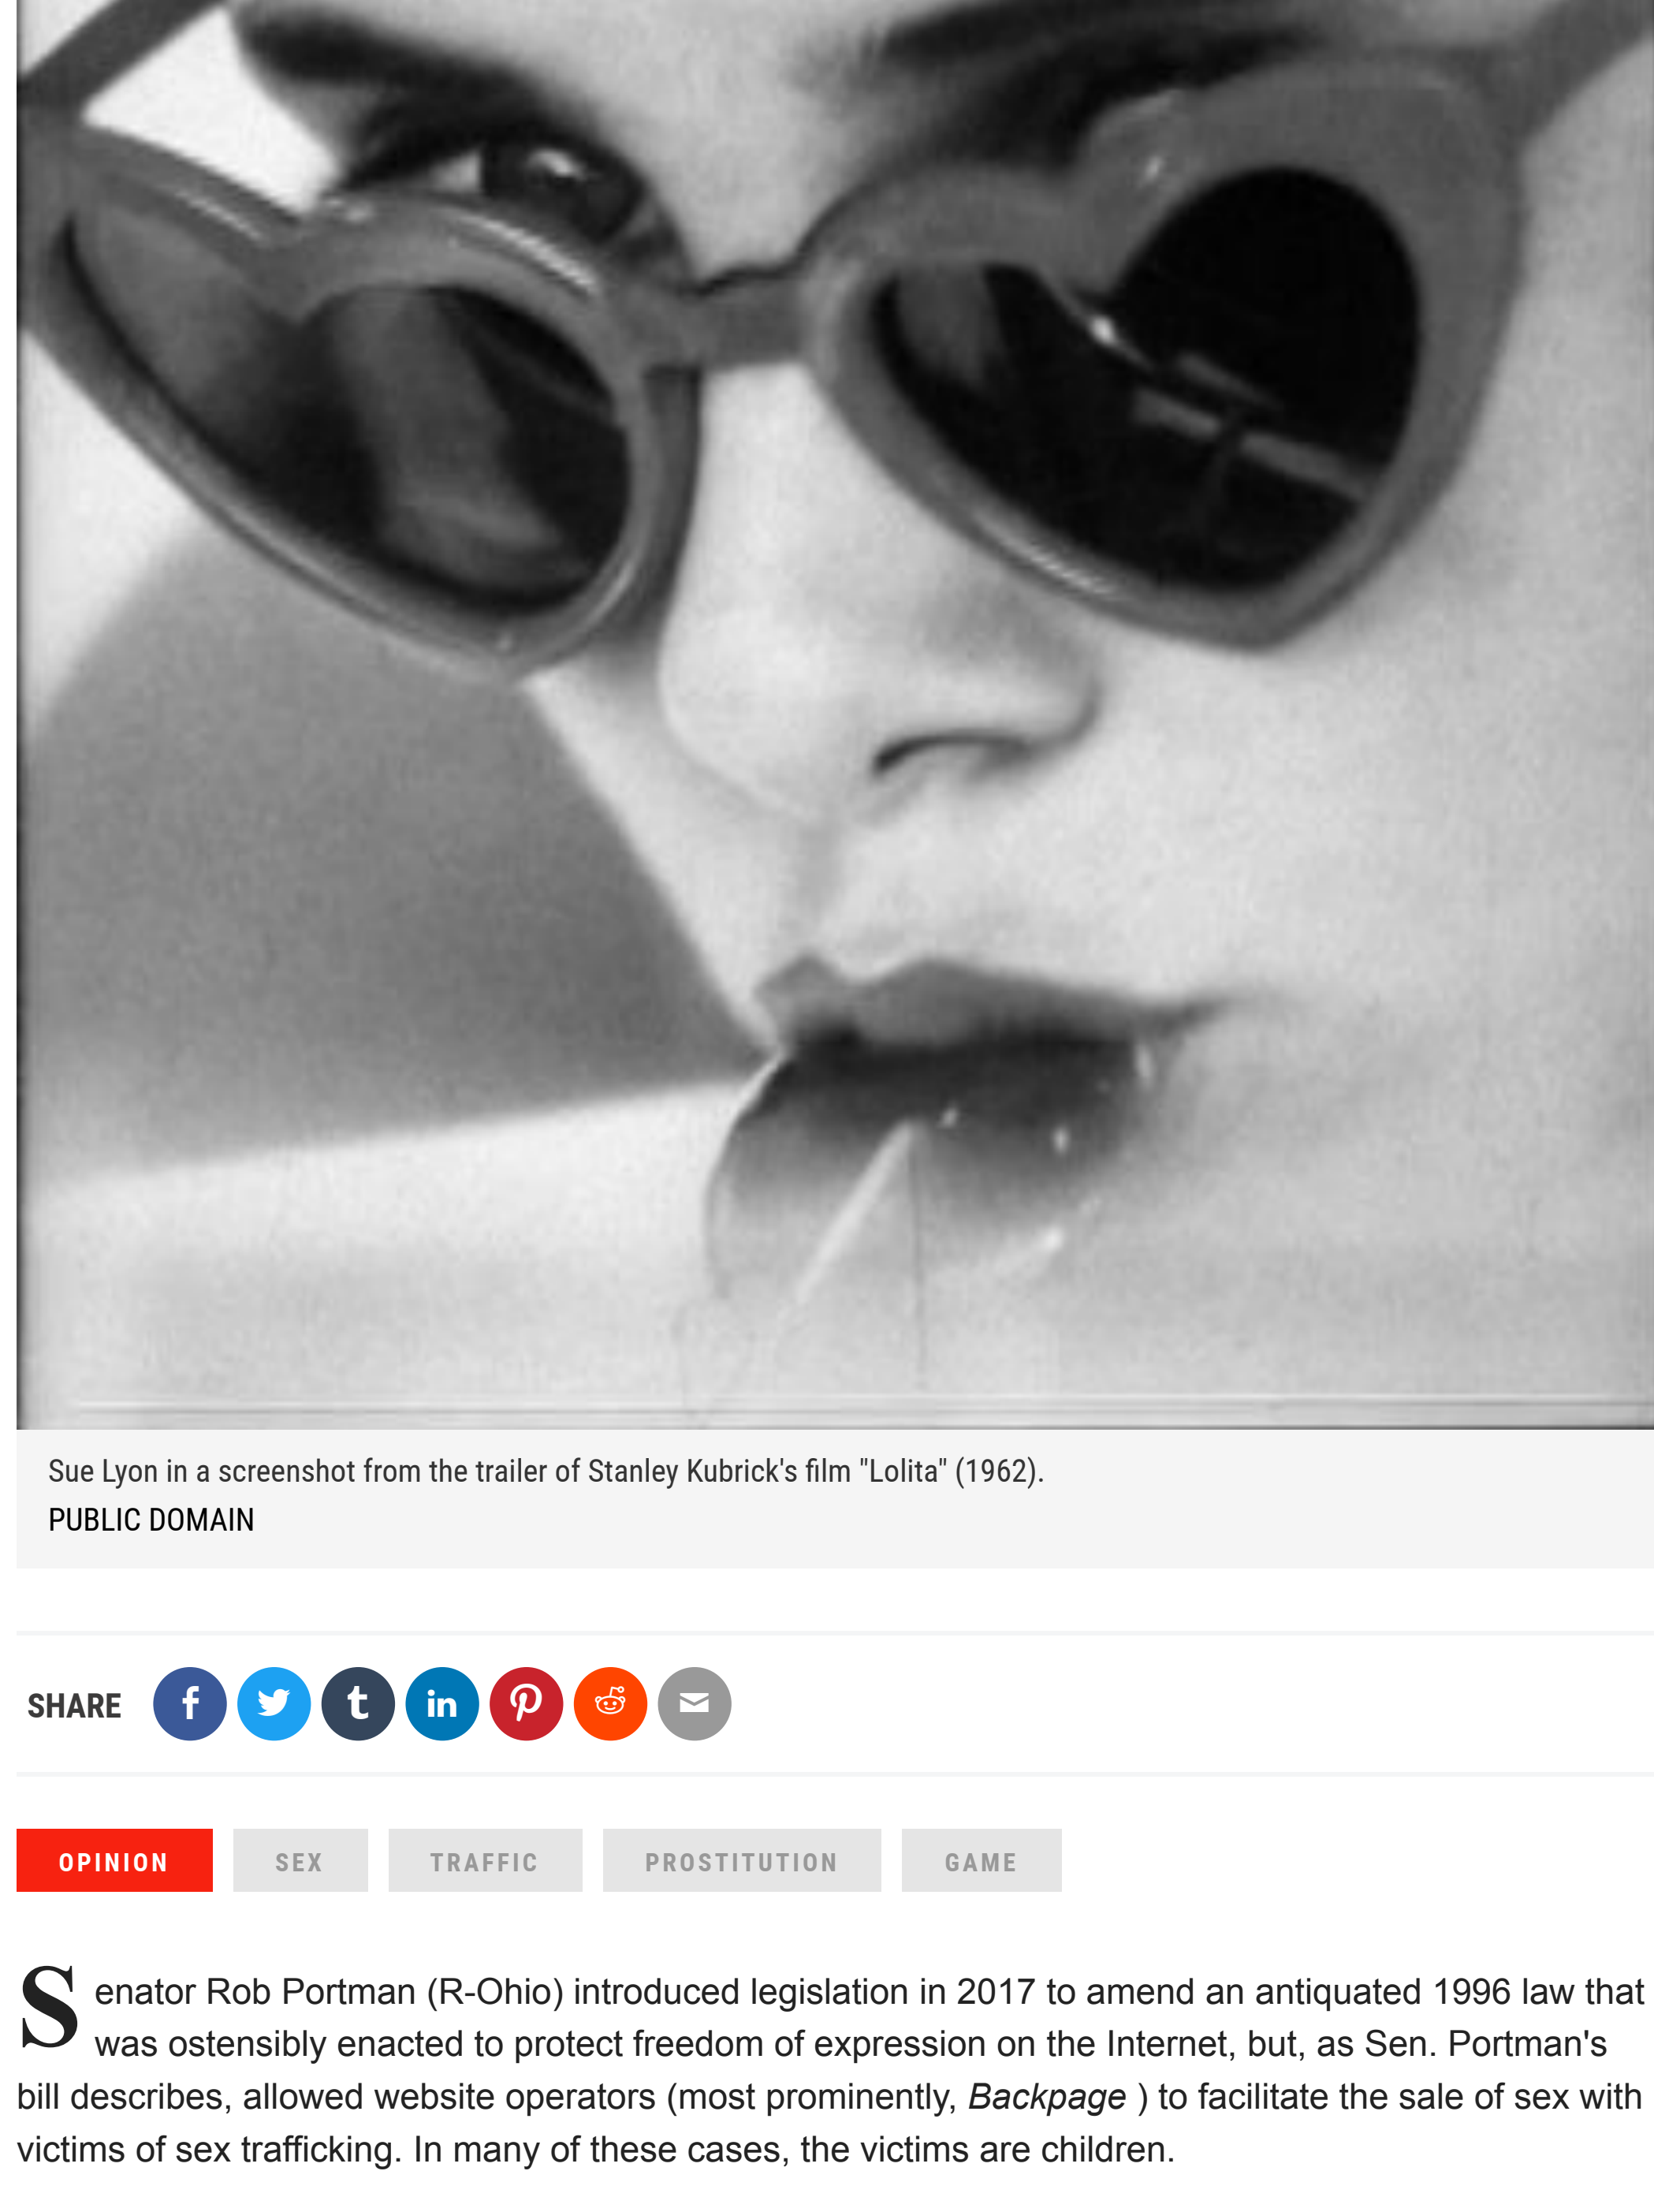 Sue Lyon in a screenshot from the trailer of Stanley Kubrick's film "Lolita" (1962).
PUBLIC DOMAIN
SHARE
OPINION SEX TRAFFIC PROSTITUTION GAME
Senator Rob Portman (R-Ohio) introduced legislation in 2017 to amend an antiquated 1996 law that
was ostensibly enacted to protect freedom of expression on the Internet, but, as Sen. Portman's
bill describes, allowed website operators (most prominently, Backpage ) to facilitate the sale of sex with
victims of sex trafficking. In many of these cases, the victims are children.